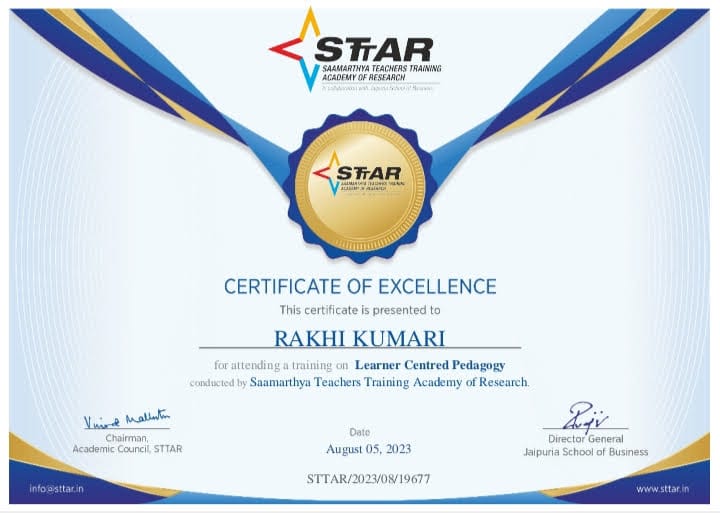 STTAR
SAAMARTHYA TEACHERS TRAINING
ACADEMY OF RESEARCH
In collaboration with Jaipuria School of Business
STTAR
SAAMARTHYA TEACHERS TRAINING
ACADEMY OF RESEARCH
CERTIFICATE OF EXCELLENCE
This certificate is presented to
RAKHI KUMARI
for attending a training on Learner Centred Pedagogy
conducted by Saamarthya Teachers Training Academy of Research.
Chairman,
Academic Council, STTAR
Date
August 05, 2023
Director General
Jaipuria School of Business
STTAR/2023/08/19677
info@sttar.in
www.sttar.in